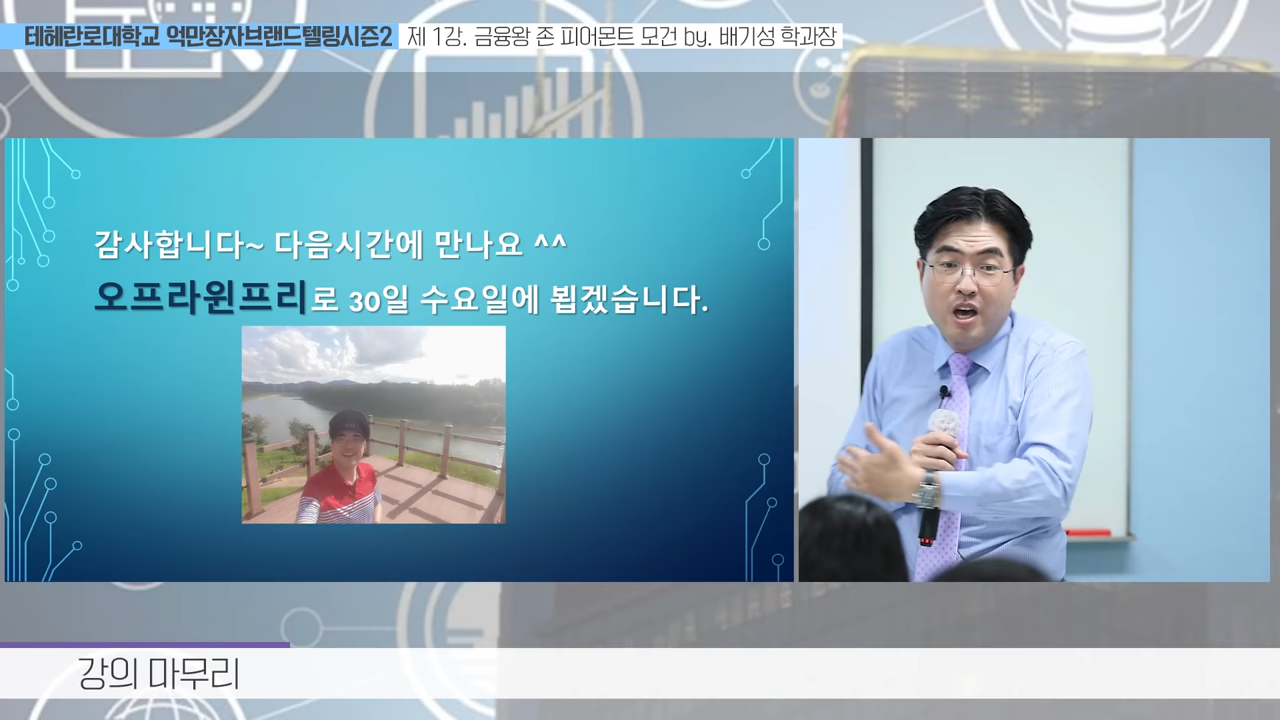 테헤란로대학교 억만장자브랜드텔링시즌2 제 1강. 금융왕 존 피어몬트 모건 by. 배기성 학과장
감사합니다~ 다음시간에 만나요 ^^
오프라윈프리로 30일 수요일에 뵙겠습니다.
강의 마무리